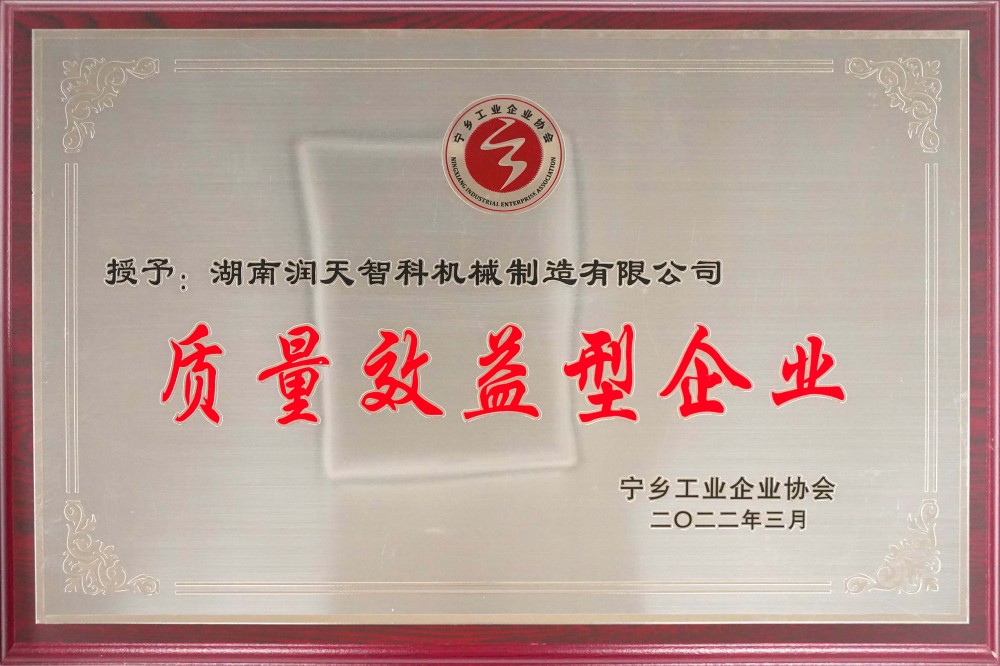 宁乡工业企业协会
NINGXIANG INDUSTRIAL ENTERPRISE ASSOCIATION
授予：湖南润天智科机械制造有限公司
质量效益型企业
宁乡工业企业协会
二〇二二年三月